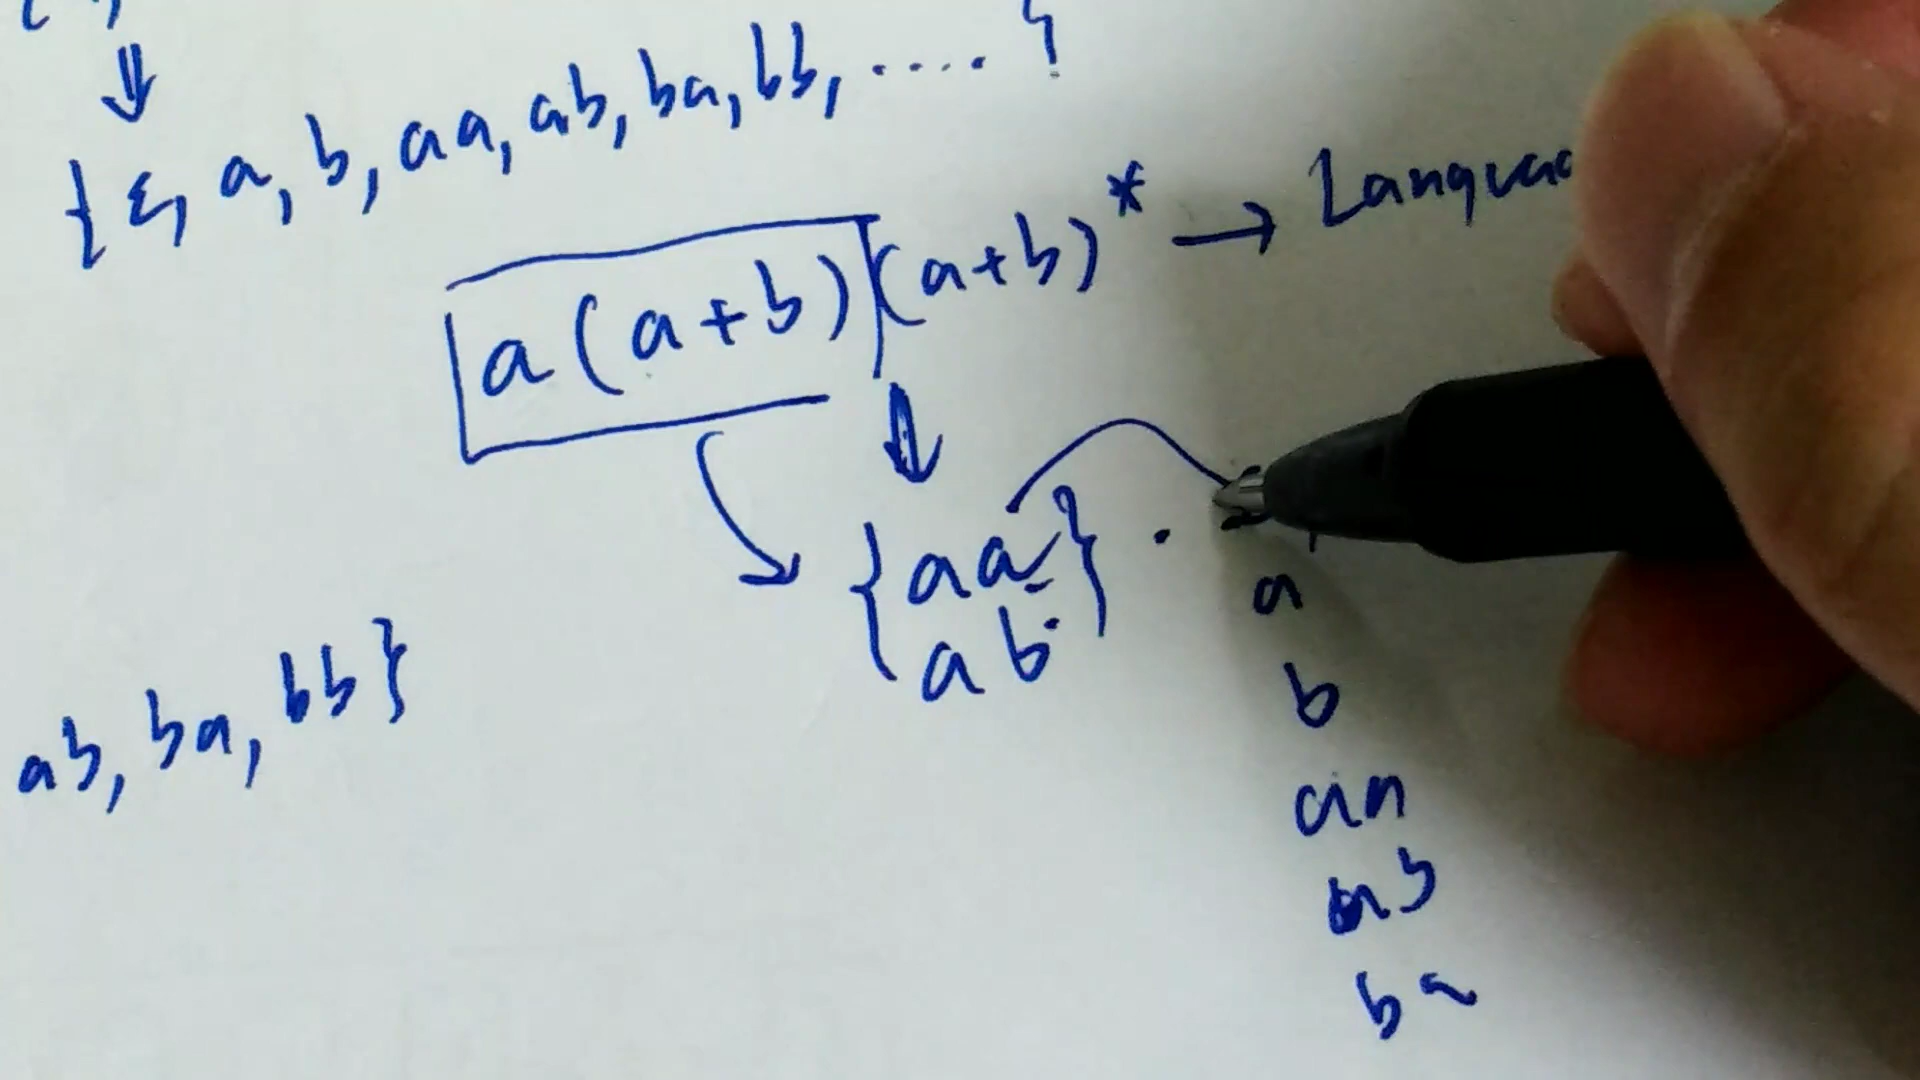 { ε, a, b, aa, ab, ba, bb, ..... }
a(a+b)(a+b)* → Languag
{aa} . ε,
ab
a
b
ab, ba, bb}
aa
ab
ba